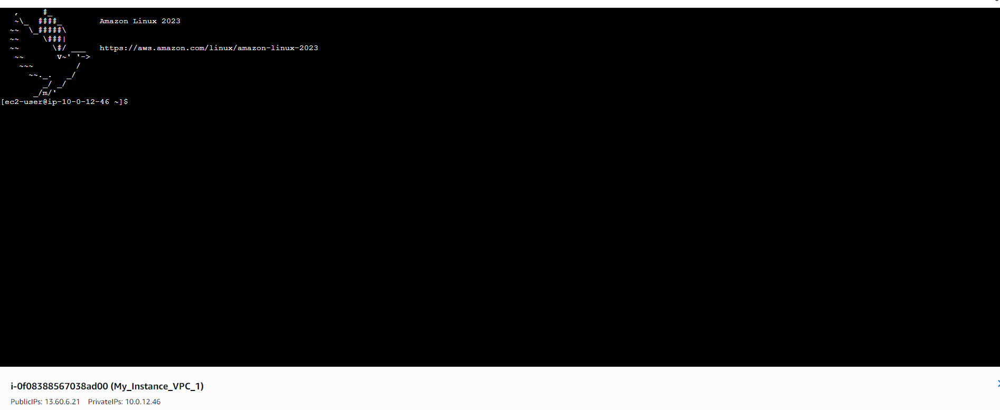 ,     #_
   ~\_  ####_        Amazon Linux 2023
  ~~  \_#####\
  ~~     \###|
  ~~       \#/ ___   https://aws.amazon.com/linux/amazon-linux-2023
   ~~       V~' '->
    ~~~         /
      ~~._.   _/
         _/ _/
       _/m/'
[ec2-user@ip-10-0-12-46 ~]$
i-0f08388567038ad00 (My_Instance_VPC_1)
PublicIPs: 13.60.6.21    PrivateIPs: 10.0.12.46